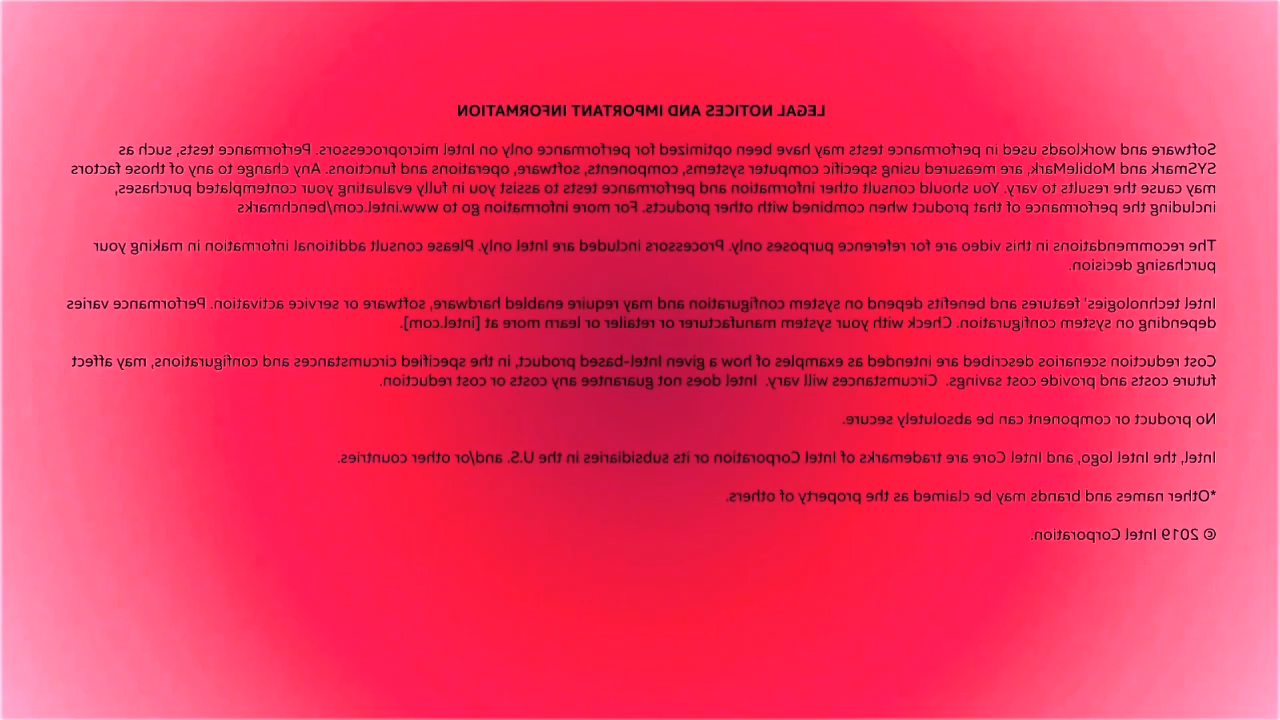 LEGAL NOTICES AND IMPORTANT INFORMATION
Software and workloads used in performance tests may have been optimized for performance only on Intel microprocessors. Performance tests, such as
SYSmark and MobileMark, are measured using specific computer systems, components, software, operations and functions. Any change to any of those factors
may cause the results to vary. You should consult other information and performance tests to assist you in fully evaluating your contemplated purchases,
including the performance of that product when combined with other products. For more information go to www.intel.com/benchmarks
The recommendations in this video are for reference purposes only. Processors included are Intel only. Please consult additional information in making your
purchasing decision.
Intel technologies' features and benefits depend on system configuration and may require enabled hardware, software or service activation. Performance varies
depending on system configuration. Check with your system manufacturer or retailer or learn more at [intel.com].
Cost reduction scenarios described are intended as examples of how a given Intel-based product, in the specified circumstances and configurations, may affect
future costs and provide cost savings.  Circumstances will vary.  Intel does not guarantee any costs or cost reduction.
No product or component can be absolutely secure.
Intel, the Intel logo, and Intel Core are trademarks of Intel Corporation or its subsidiaries in the U.S. and/or other countries.
*Other names and brands may be claimed as the property of others.
© 2019 Intel Corporation.